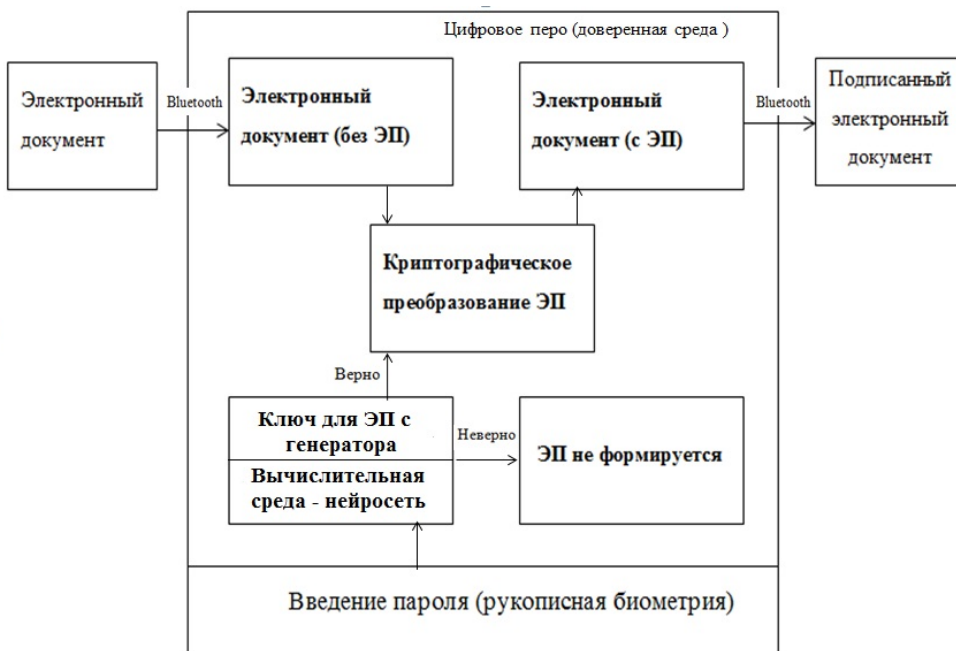 Цифровое перо (доверенная среда )
Электронный
документ
Bluetooth
Электронный
документ (без ЭП)
Электронный
документ (с ЭП)
Bluetooth
Подписанный
электронный
документ
Криптографическое
преобразование ЭП
Верно
Ключ для ЭП с
генератора
Вычислительная
среда - нейросеть
Неверно
ЭП не формируется
Введение пароля (рукописная биометрия)